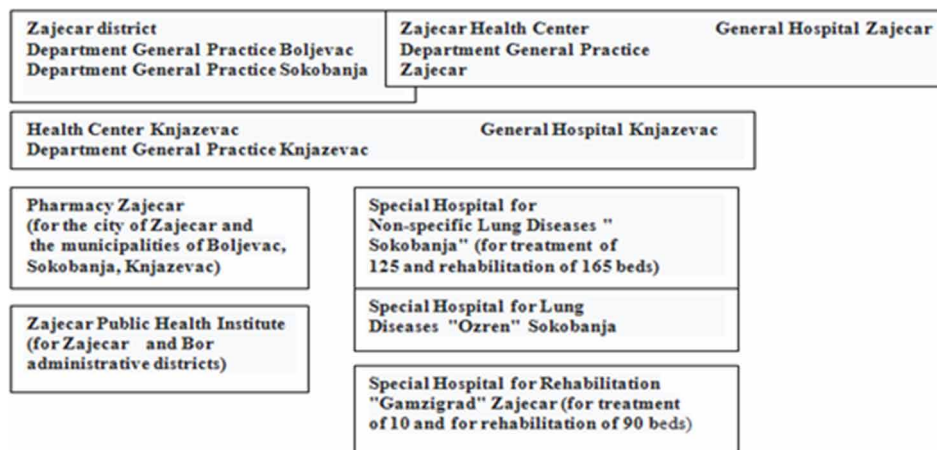 Zajecar district
Department General Practice Boljevac
Department General Practice Sokobanja
Zajecar Health Center General Hospital Zajecar
Department General Practice
Zajecar
Health Center Knjazevac General Hospital Knjazevac
Department General Practice Knjazevac
Pharmacy Zajecar
(for the city of Zajecar and
the municipalities of Boljevac,
Sokobanja, Knjazevac)
Special Hospital for
Non-specific Lung Diseases "
Sokobanja" (for treatment of
125 and rehabilitation of 165 beds)
Zajecar Public Health Institute
(for Zajecar and Bor
administrative districts)
Special Hospital for Lung
Diseases "Ozren" Sokobanja
Special Hospital for Rehabilitation
"Gamzigrad" Zajecar (for treatment
of 10 and for rehabilitation of 90 beds)